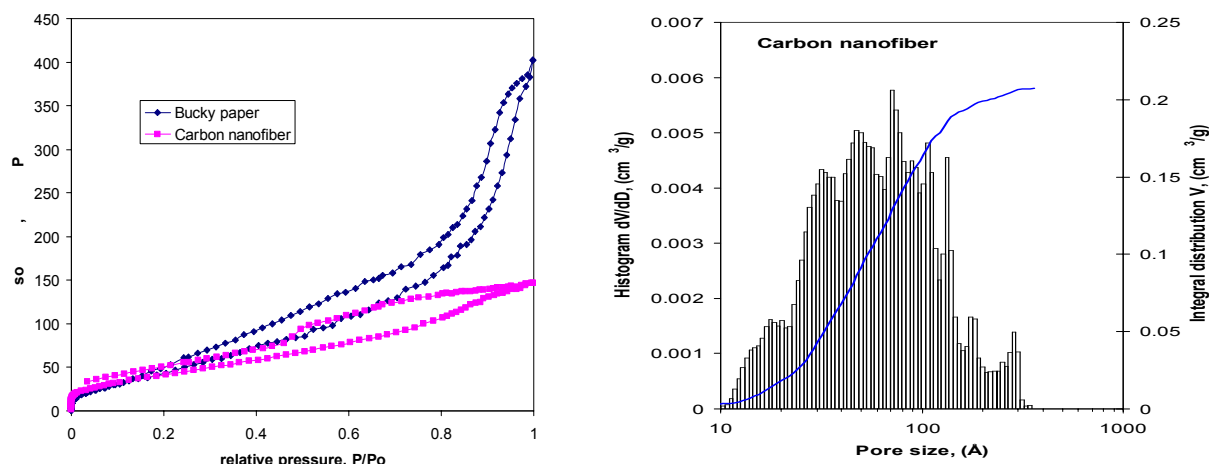 450
400
350
300
250
200
150
100
50
0
so , P
Bucky paper
Carbon nanofiber
0 0.2 0.4 0.6 0.8 1
relative pressure, P/Po
Carbon nanofiber
Histogram dV/dD, (cm ³/g)
0.007
0.006
0.005
0.004
0.003
0.002
0.001
0
0.25
0.2
0.15
0.1
0.05
0
Integral distribution V, (cm ³/g)
10 100 1000
Pore size, (Å)